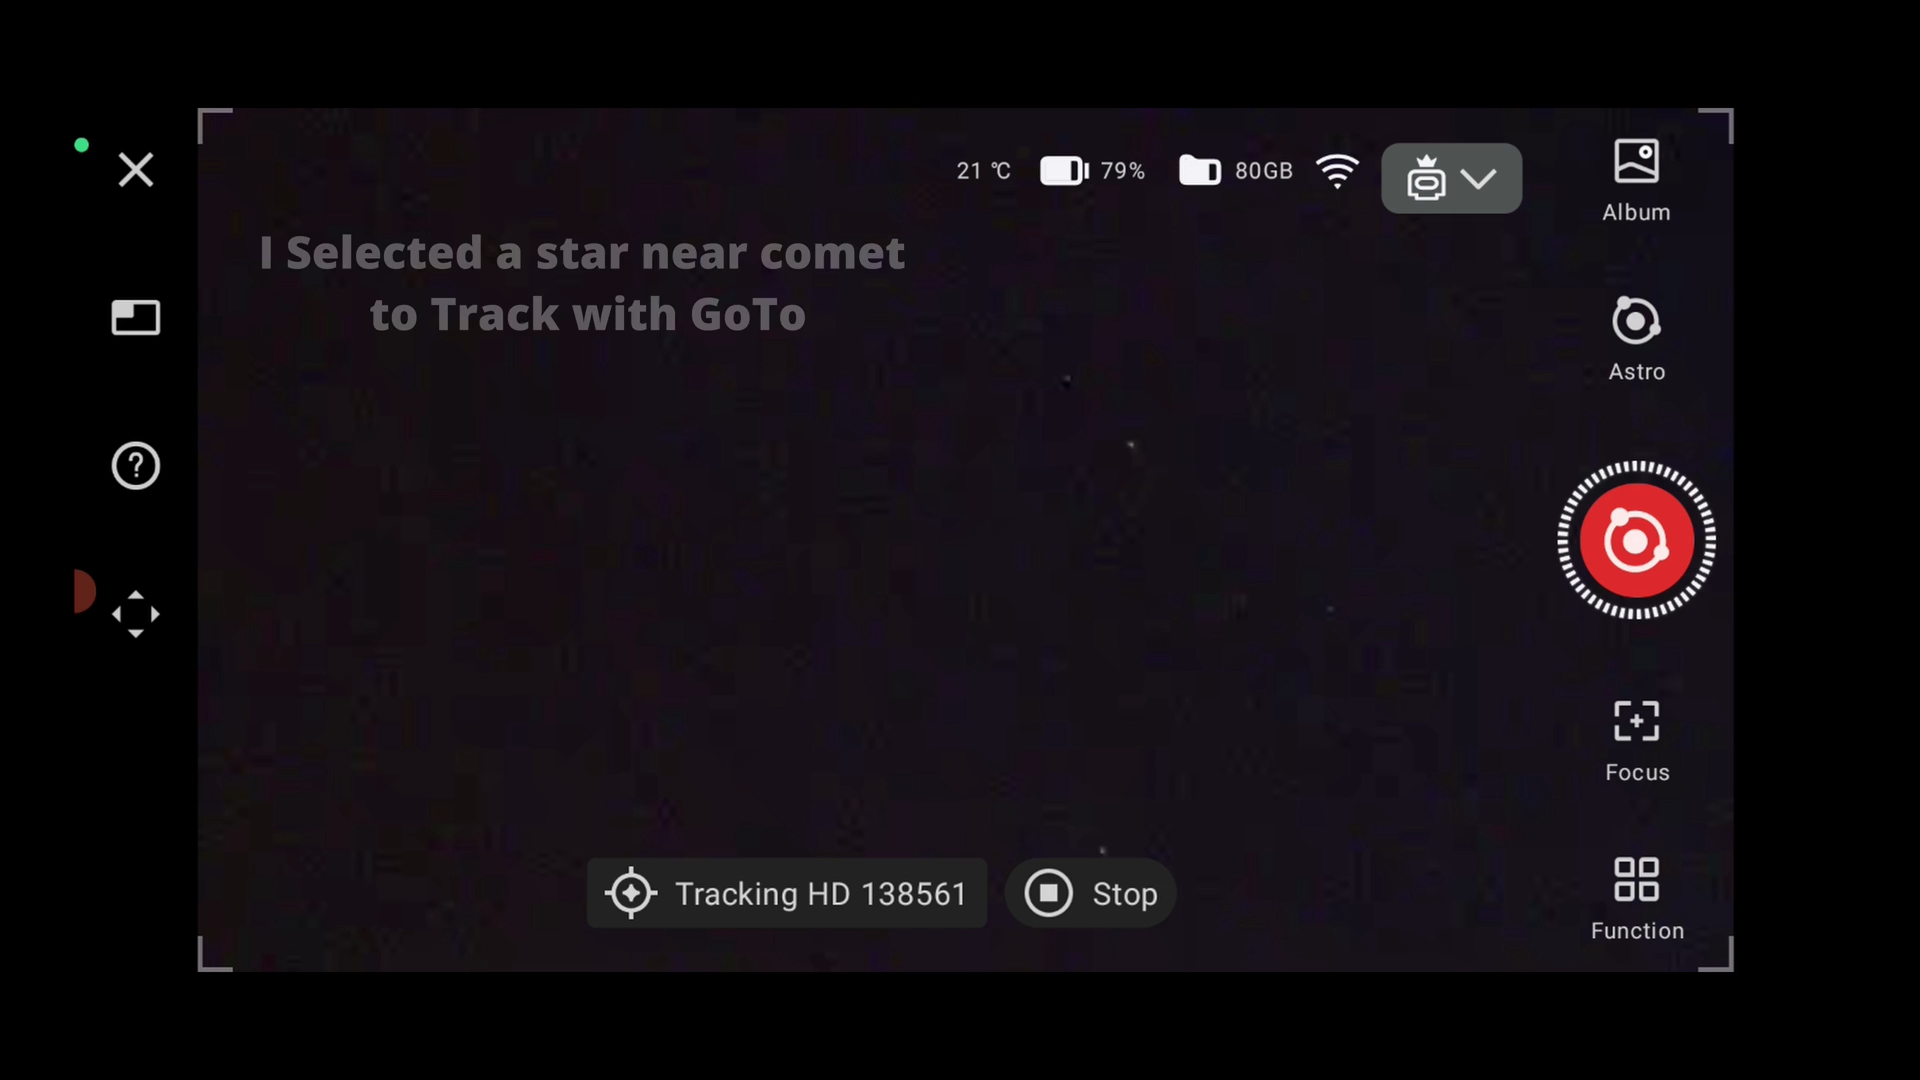 21 ℃ 79% 80GB
Album
I Selected a star near comet
to Track with GoTo
Astro
Focus
Tracking HD 138561
Stop
Function